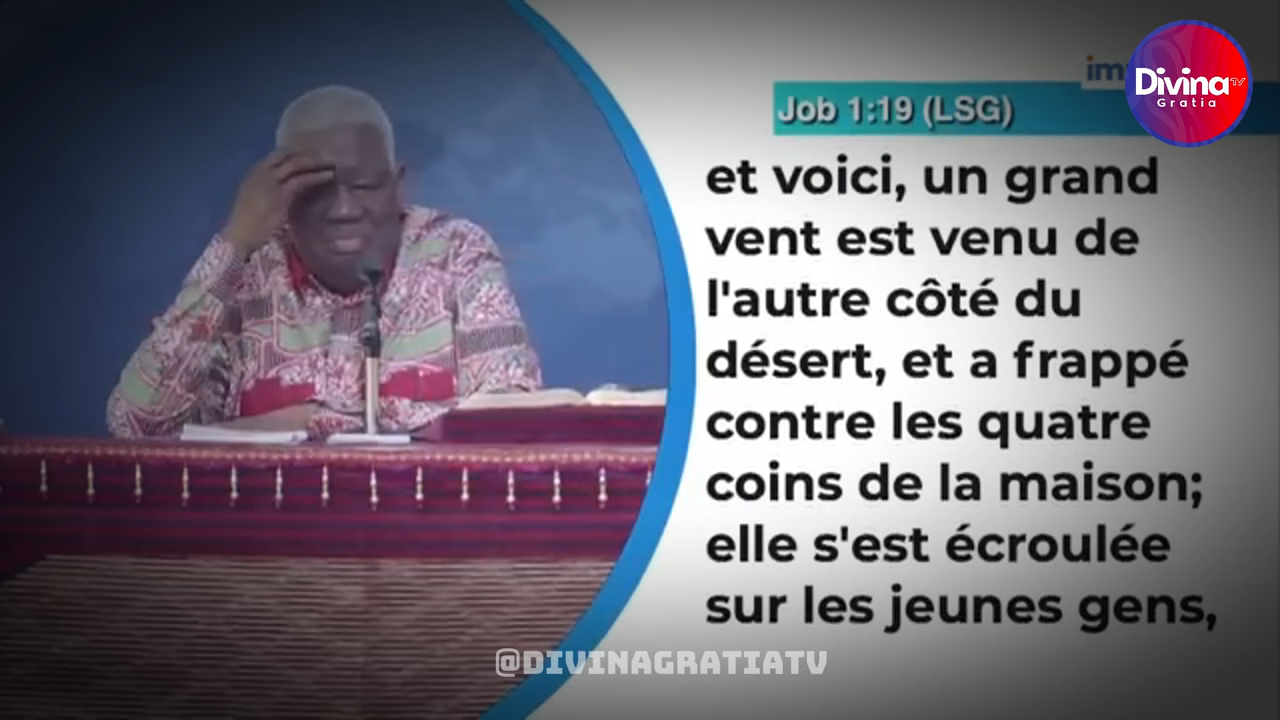 Divina TV
Gratia
Job 1:19 (LSG)
et voici, un grand
vent est venu de
l'autre côté du
désert, et a frappé
contre les quatre
coins de la maison;
elle s'est écroulée
sur les jeunes gens,
@DIVINAGRATIATV